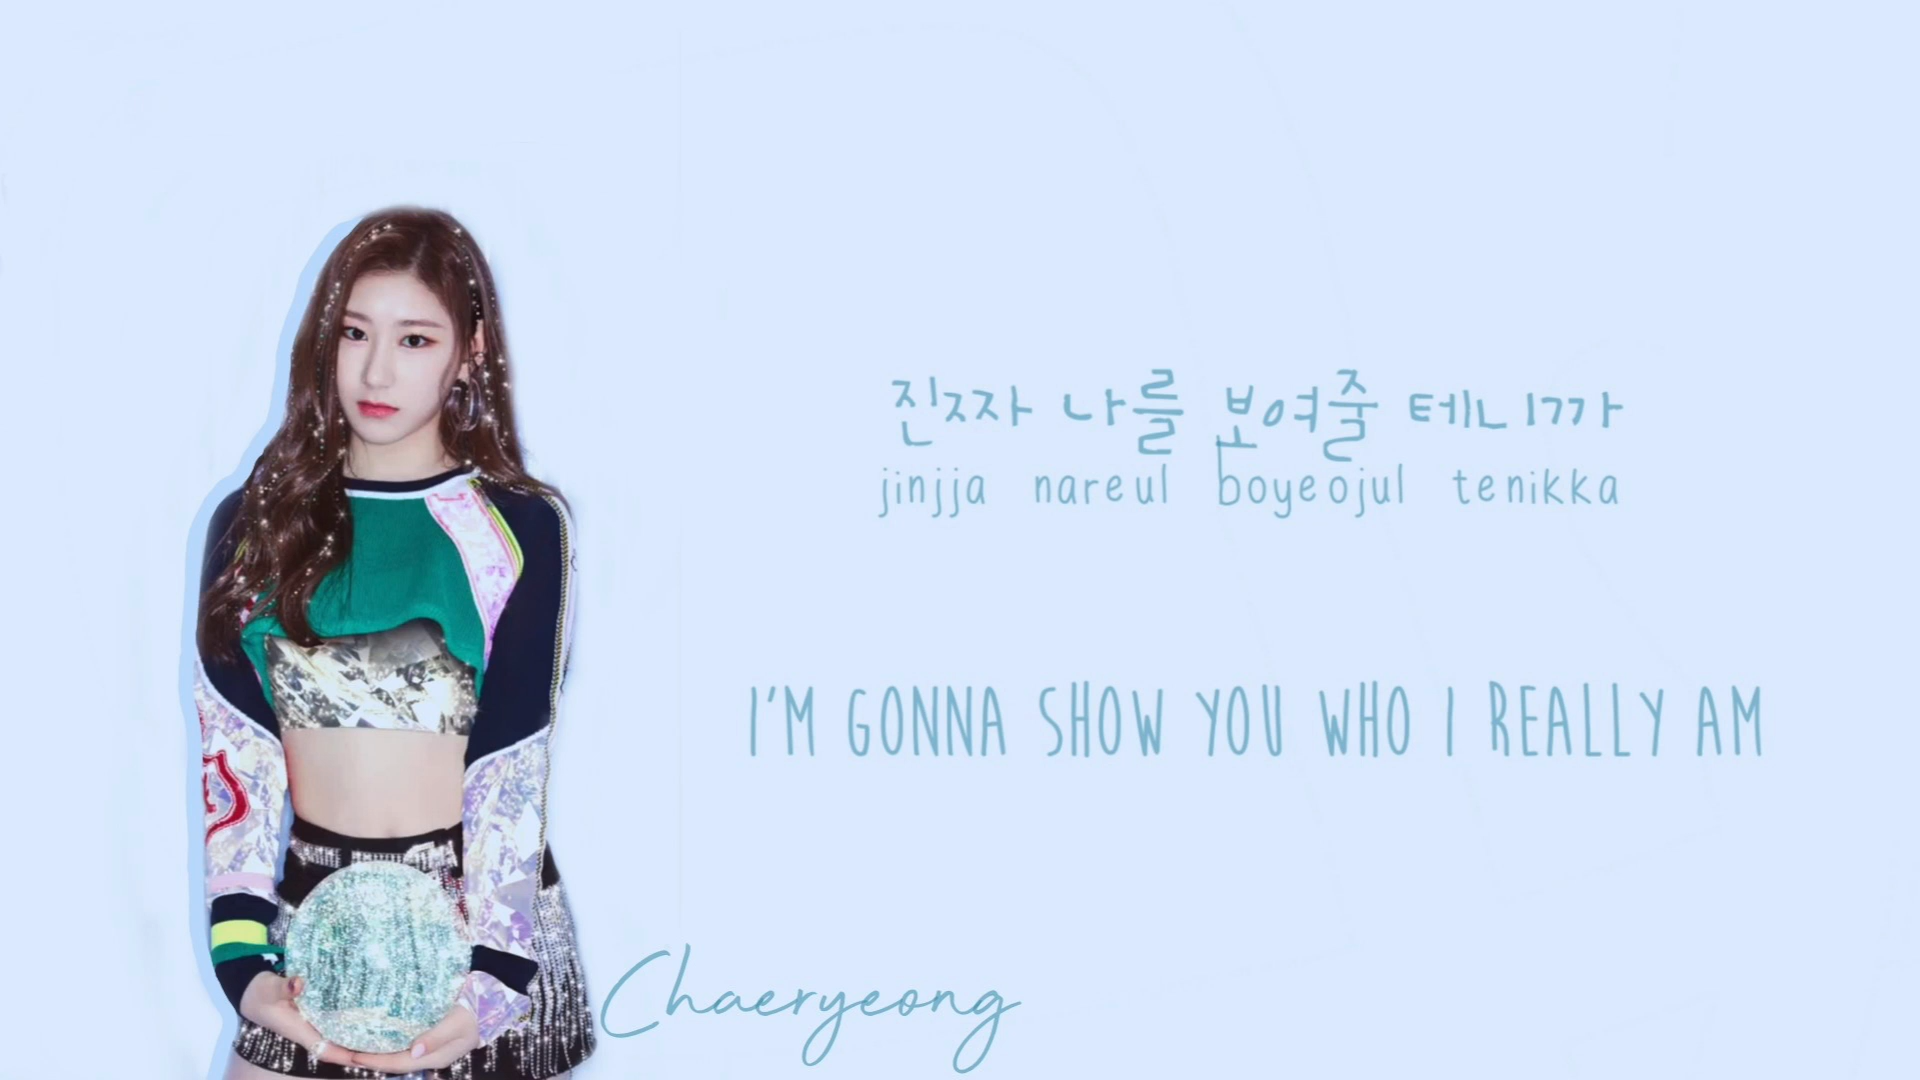 진짜 나를 보여줄 테니까
jinjja nareul boyeojul tenikka
I'M GONNA SHOW YOU WHO I REALLY AM
Chaeryeong